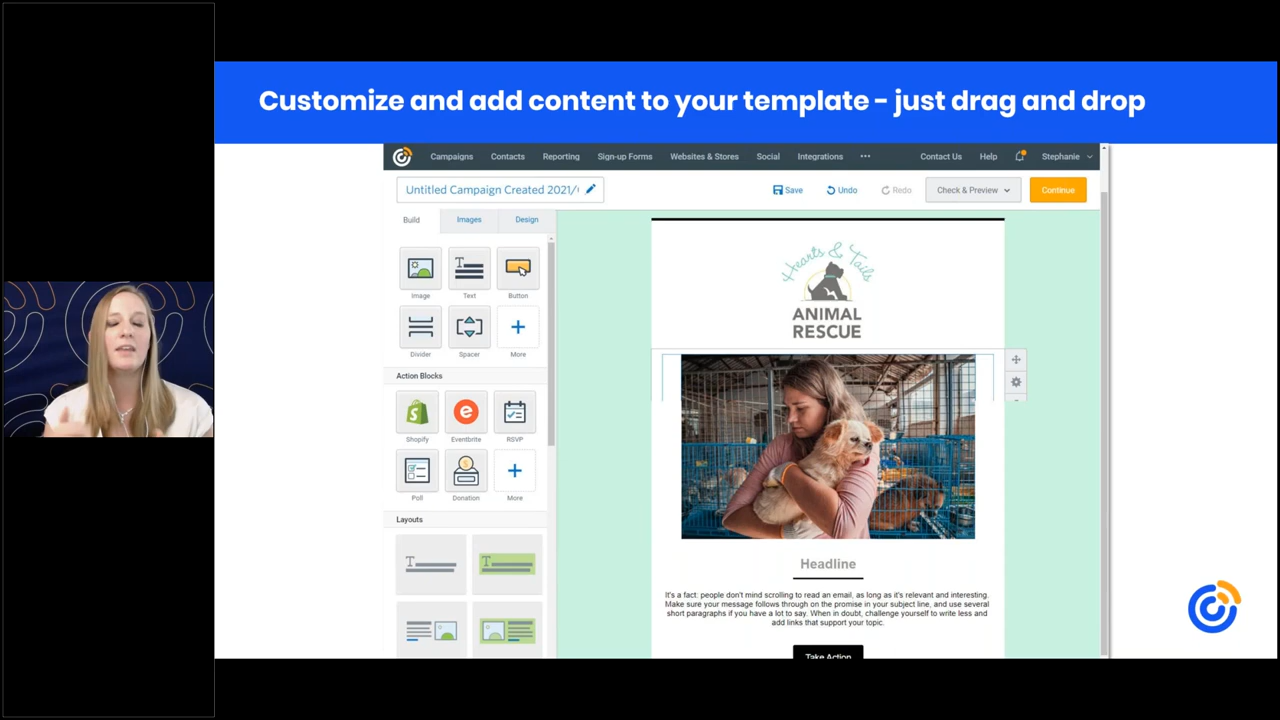 Customize and add content to your template - just drag and drop
Campaigns Contacts Reporting Sign-up Forms Websites & Stores Social Integrations ••• Contact Us Help Stephanie
Untitled Campaign Created 2021/ Save Undo Redo Check & Preview Continue
Build Images Design
Image Text Button
Divider Spacer More
Action Blocks
Shopify Eventbrite RSVP
Poll Donation More
Layouts
Hearts & Tails
ANIMAL
RESCUE
Headline
It's a fact: people don't mind scrolling to read an email, as long as it's relevant and interesting.
Make sure your message follows through on the promise in your subject line, and use several
short paragraphs if you have a lot to say. When in doubt, challenge yourself to write less and
add links that support your topic.
Take Action